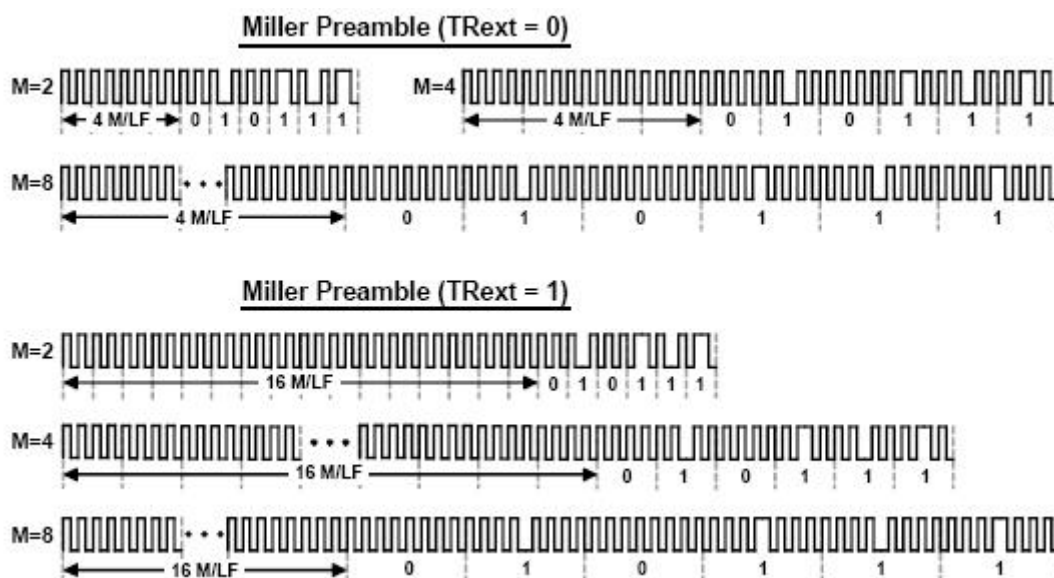 Miller Preamble (TRext = 0)
M=2
M=4
4 M/LF 0 1 0 1 1 1
4 M/LF 0 1 0 1 1 1
M=8
4 M/LF 0 1 0 1 1 1
Miller Preamble (TRext = 1)
M=2
16 M/LF 0 1 0 1 1 1
M=4
16 M/LF 0 1 0 1 1 1
M=8
16 M/LF 0 1 0 1 1 1